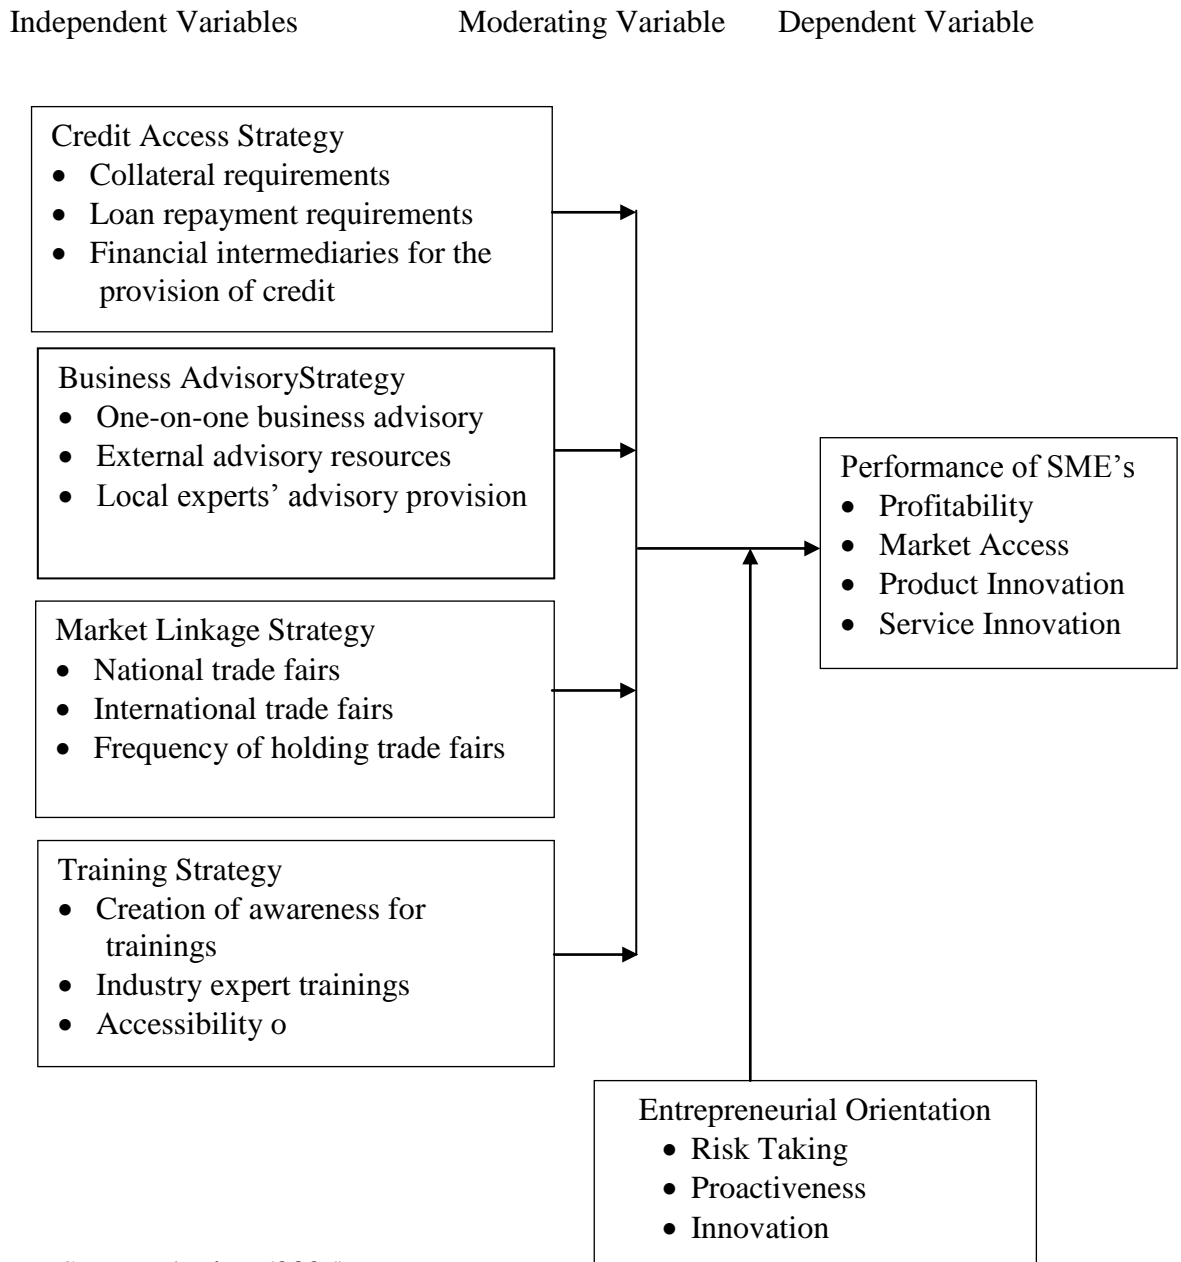 Independent Variables Moderating Variable Dependent Variable
Credit Access Strategy
• Collateral requirements
• Loan repayment requirements
• Financial intermediaries for the
provision of credit
Business AdvisoryStrategy
• One-on-one business advisory
• External advisory resources
• Local experts’ advisory provision
Market Linkage Strategy
• National trade fairs
• International trade fairs
• Frequency of holding trade fairs
Training Strategy
• Creation of awareness for
trainings
• Industry expert trainings
• Accessibility o
Performance of SME’s
• Profitability
• Market Access
• Product Innovation
• Service Innovation
Entrepreneurial Orientation
• Risk Taking
• Proactiveness
• Innovation